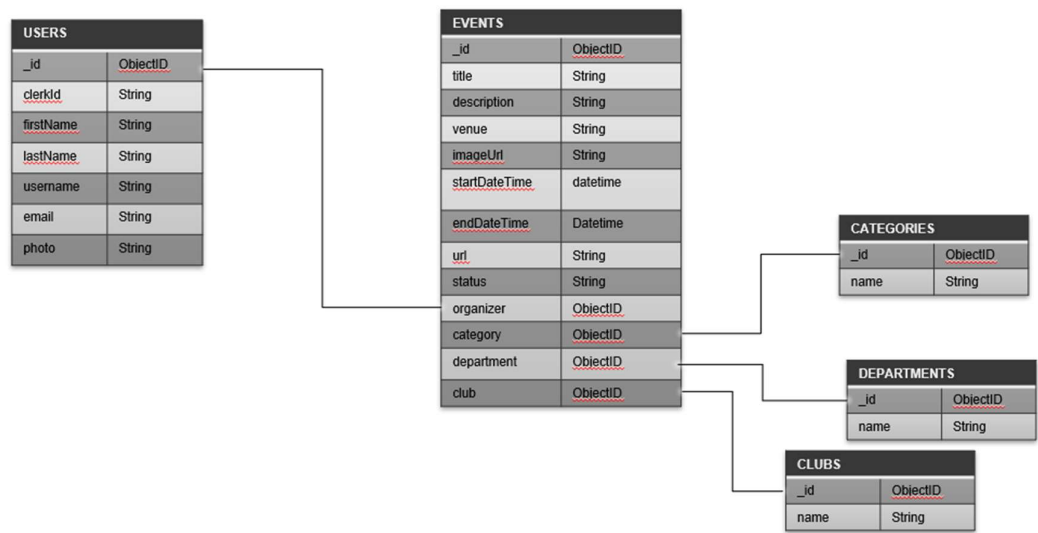 USERS
_id ObjectID
clerkId String
firstName String
lastName String
username String
email String
photo String
EVENTS
_id ObjectID
title String
description String
venue String
imageUrl String
startDateTime datetime
endDateTime Datetime
url String
status String
organizer ObjectID
category ObjectID
department ObjectID
club ObjectID
CATEGORIES
_id ObjectID
name String
DEPARTMENTS
_id ObjectID
name String
CLUBS
_id ObjectID
name String